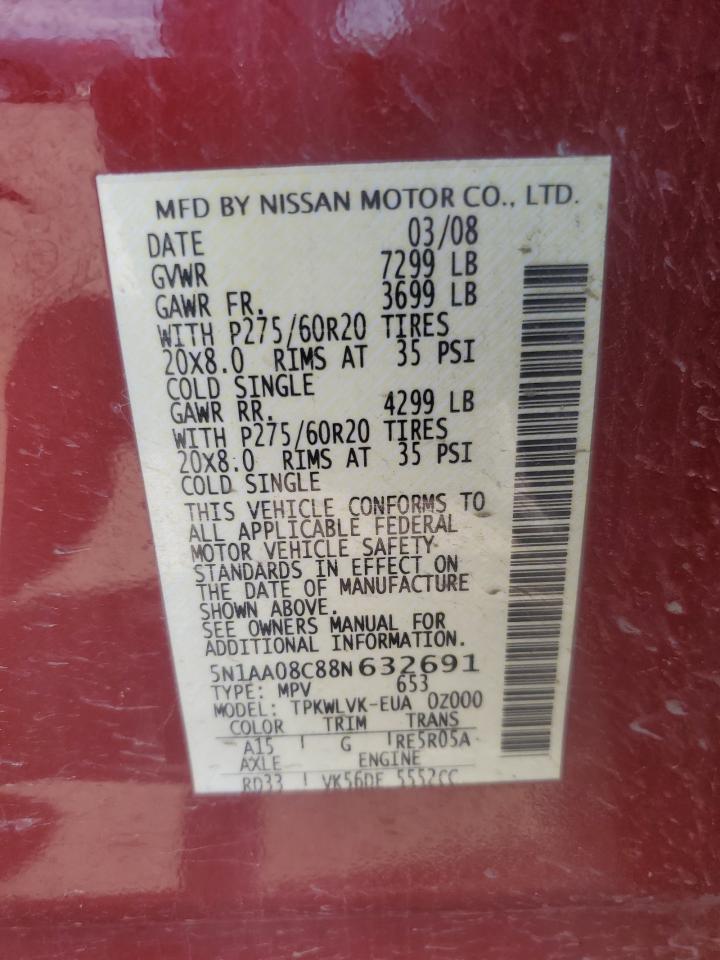 MFD BY NISSAN MOTOR CO., LTD.
DATE 03/08
GVWR 7299 LB
GAWR FR. 3699 LB
WITH P275/60R20 TIRES
20X8.0 RIMS AT 35 PSI
COLD SINGLE
GAWR RR. 4299 LB
WITH P275/60R20 TIRES
20X8.0 RIMS AT 35 PSI
COLD SINGLE
THIS VEHICLE CONFORMS TO
ALL APPLICABLE FEDERAL
MOTOR VEHICLE SAFETY
STANDARDS IN EFFECT ON
THE DATE OF MANUFACTURE
SHOWN ABOVE.
SEE OWNERS MANUAL FOR
ADDITIONAL INFORMATION.
5N1AA08C88N632691
TYPE: MPV 653
MODEL: TPKWLVK-EUA 0Z000
COLOR TRIM TRANS
A15 G RE5R05A
AXLE ENGINE
RD33 VK56DE 5552CC